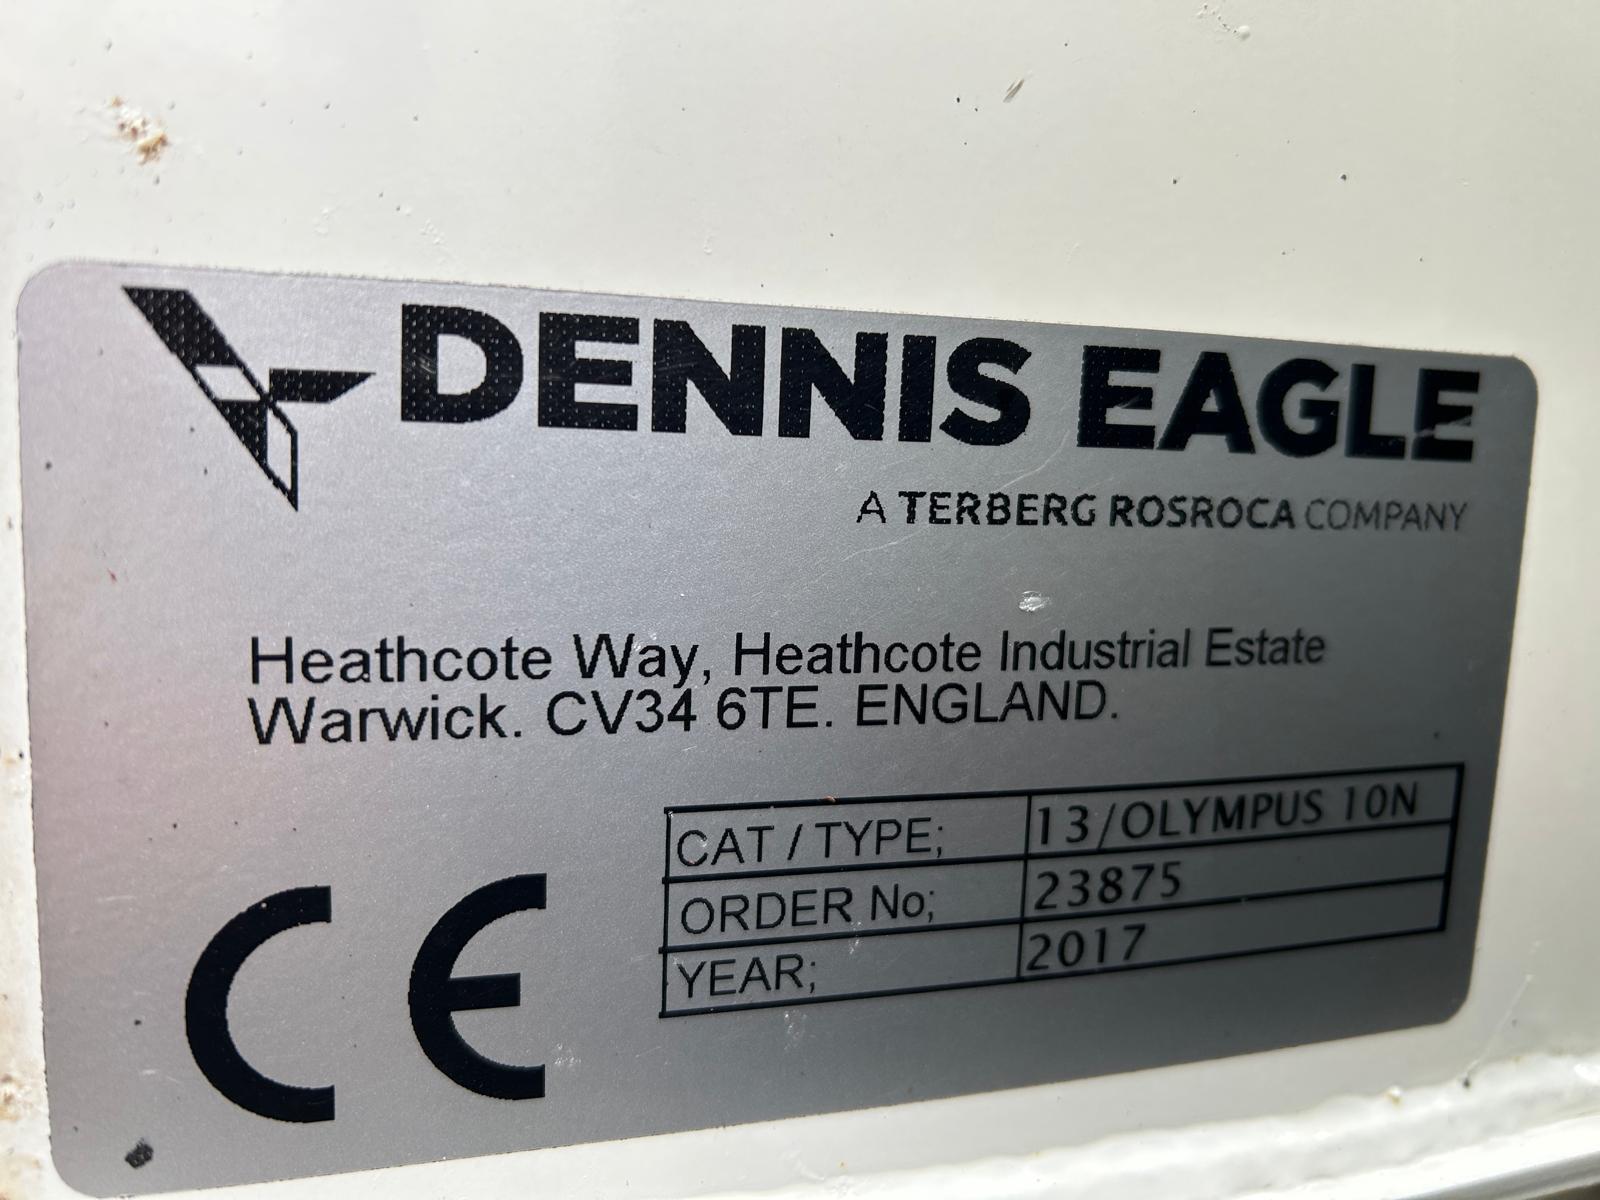 DENNIS EAGLE
A TERBERG ROSROCA COMPANY
Heathcote Way, Heathcote Industrial Estate
Warwick. CV34 6TE. ENGLAND.
CE
CAT / TYPE; 13/OLYMPUS 10N
ORDER No; 23875
YEAR; 2017